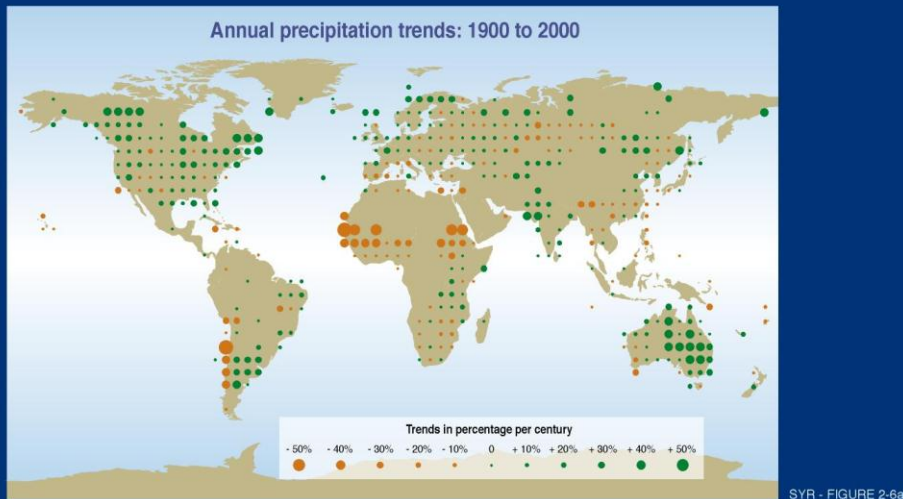 Annual precipitation trends: 1900 to 2000
Trends in percentage per century
- 50% - 40% - 30% - 20% - 10% 0 + 10% + 20% + 30% + 40% + 50%
SYR - FIGURE 2-6a